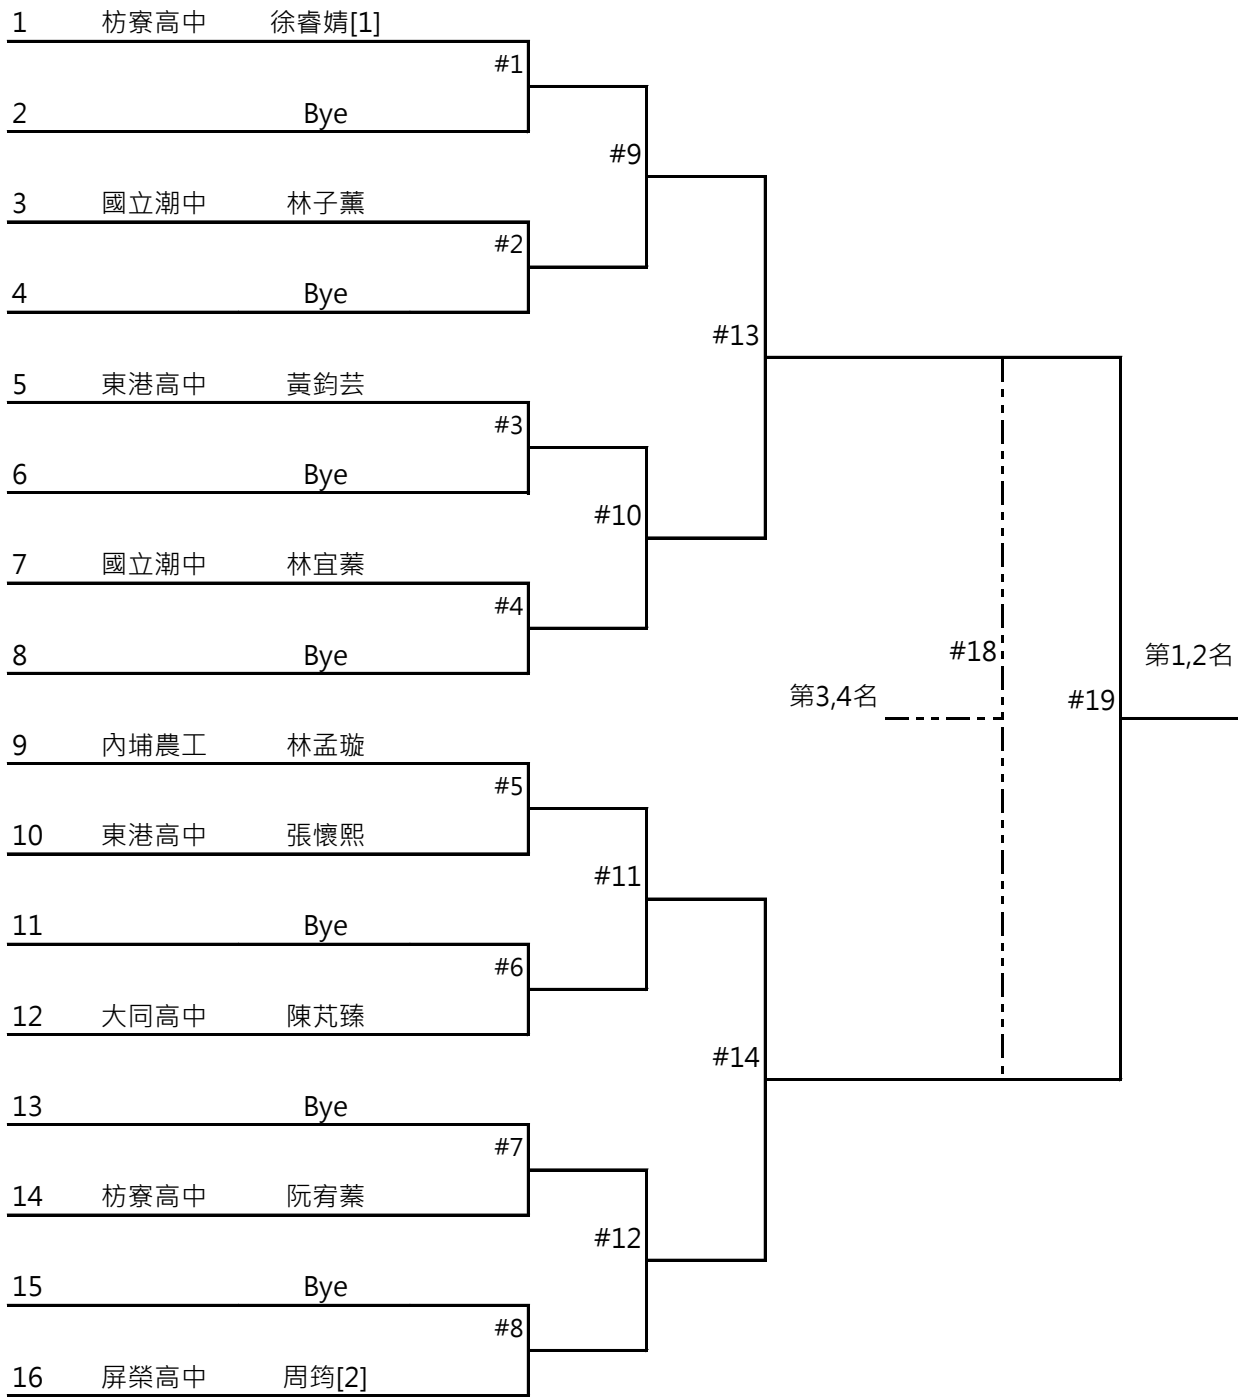 1 枋寮高中 徐睿婧[1]
#1
2 Bye
#9
3 國立潮中 林子薰
#2
4 Bye
#13
5 東港高中 黃鈞芸
#3
6 Bye
#10
7 國立潮中 林宜蓁
#4
8 Bye
#18 第1,2名
第3,4名 #19
9 內埔農工 林孟璇
#5
10 東港高中 張懷熙
#11
11 Bye
#6
12 大同高中 陳芃臻
#14
13 Bye
#7
14 枋寮高中 阮宥蓁
#12
15 Bye
#8
16 屏榮高中 周筠[2]